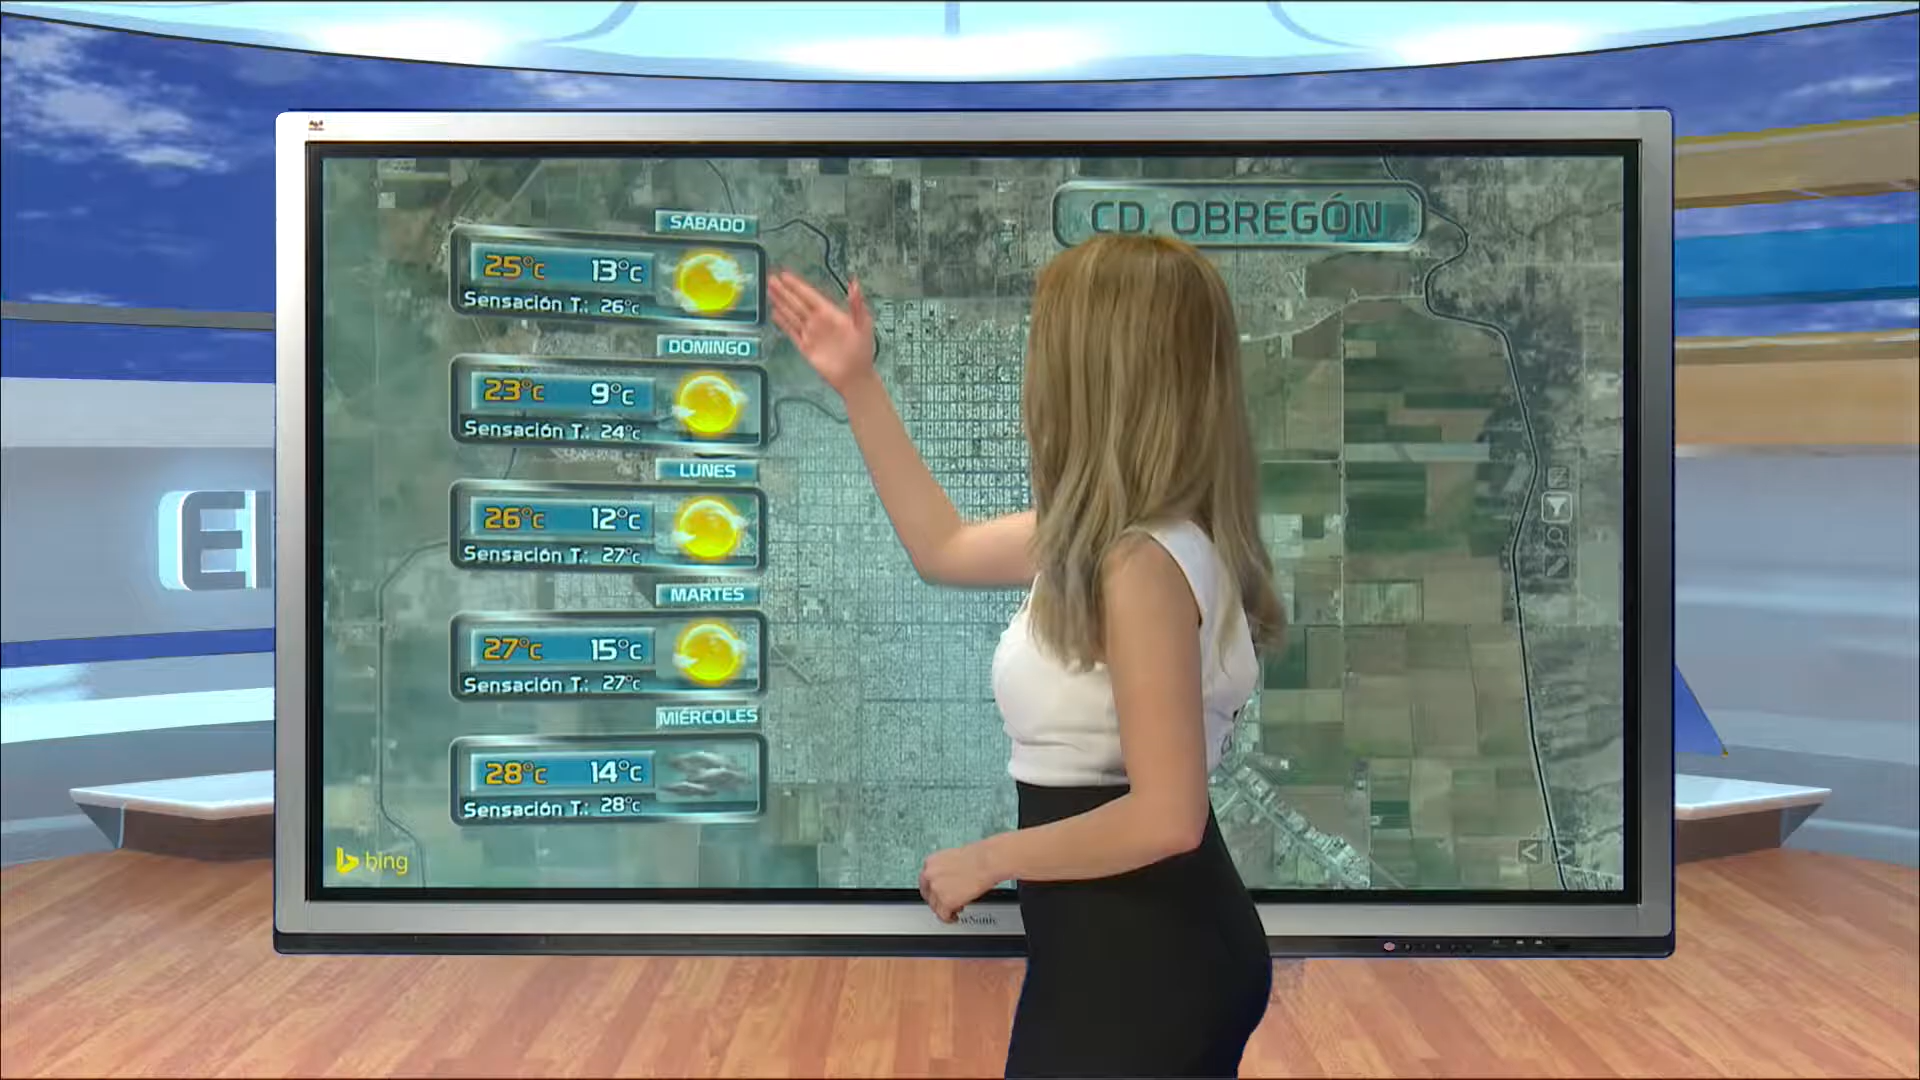 CD. OBREGÓN
SÁBADO
25°C 13°C
Sensación T.: 26°C
DOMINGO
23°C 9°C
Sensación T.: 24°C
LUNES
26°C 12°C
Sensación T.: 27°C
MARTES
27°C 15°C
Sensación T.: 27°C
MIÉRCOLES
28°C 14°C
Sensación T.: 28°C
bing